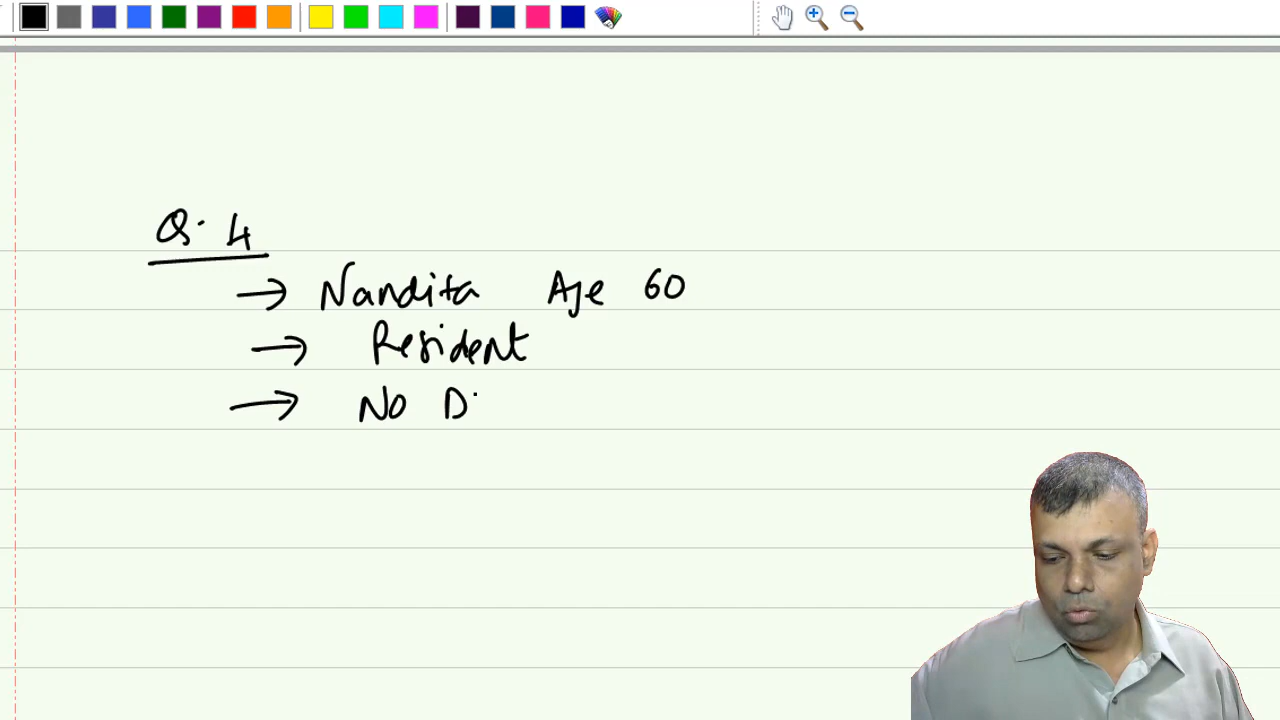 Q. 4
→ Nandita Age 60
→ Resident
→ No D